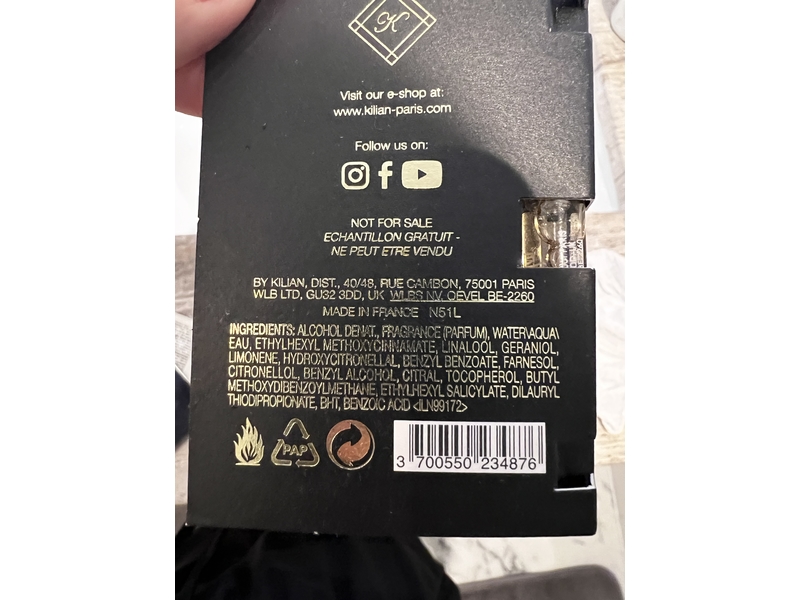 K
Visit our e-shop at:
www.kilian-paris.com
Follow us on:
f
NOT FOR SALE
ECHANTILLON GRATUIT -
NE PEUT ETRE VENDU
BY KILIAN, DIST., 40/48, RUE CAMBON, 75001 PARIS
WLB LTD, GU32 3DD, UK WLBS NV, OEVEL BE-2260
MADE IN FRANCE N51L
INGREDIENTS: ALCOHOL DENAT., FRAGRANCE (PARFUM), WATER\AQUA\
EAU, ETHYLHEXYL METHOXYCINNAMATE, LINALOOL, GERANIOL,
LIMONENE, HYDROXYCITRONELLAL, BENZYL BENZOATE, FARNESOL,
CITRONELLOL, BENZYL ALCOHOL, CITRAL, TOCOPHEROL, BUTYL
METHOXYDIBENZOYLMETHANE, ETHYLHEXYL SALICYLATE, DILAURYL
THIODIPROPIONATE, BHT, BENZOIC ACID <ILN99172>
PAP
3 700550 234876